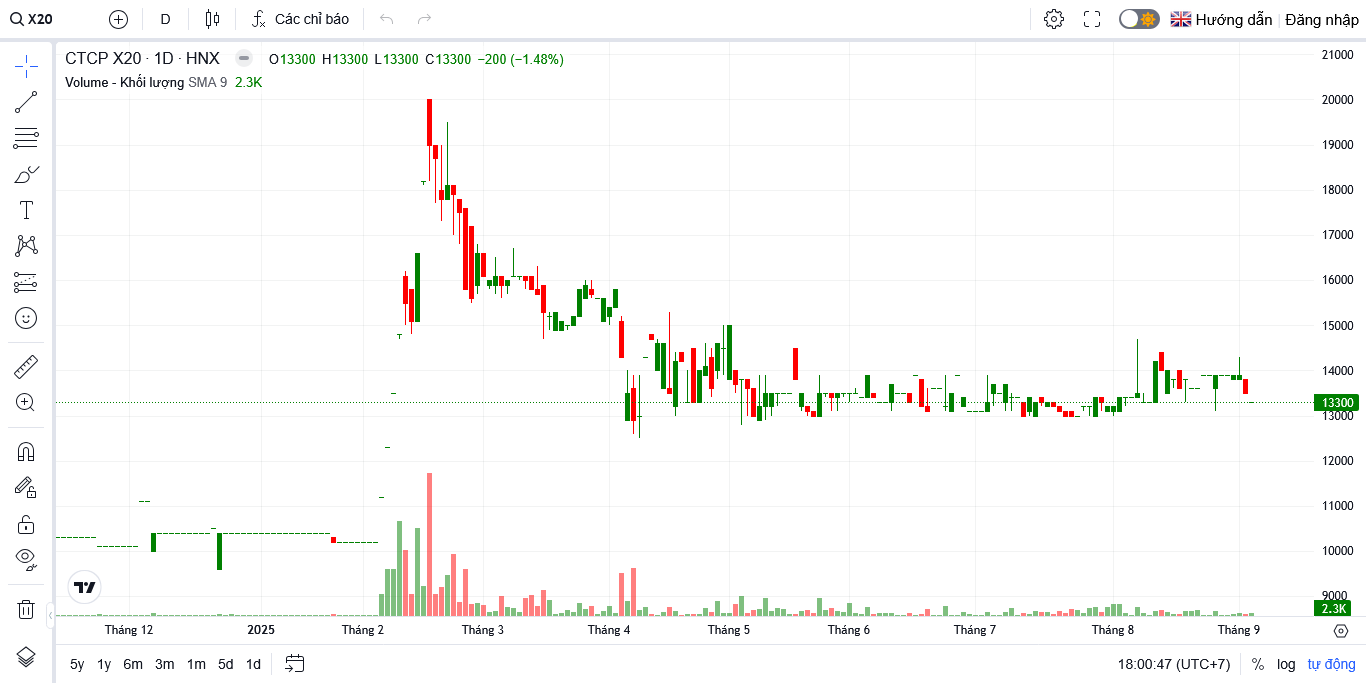 X20 D Các chỉ báo Hướng dẫn Đăng nhập
CTCP X20 · 1D · HNX O13300 H13300 L13300 C13300 −200 (−1.48%)
Volume - Khối lượng SMA 9 2.3K
21000
20000
19000
18000
17000
16000
15000
14000
13300
13000
12000
11000
10000
9000
2.3K
Tháng 12 2025 Tháng 2 Tháng 3 Tháng 4 Tháng 5 Tháng 6 Tháng 7 Tháng 8 Tháng 9
5y 1y 6m 3m 1m 5d 1d 18:00:47 (UTC+7) % log tự động